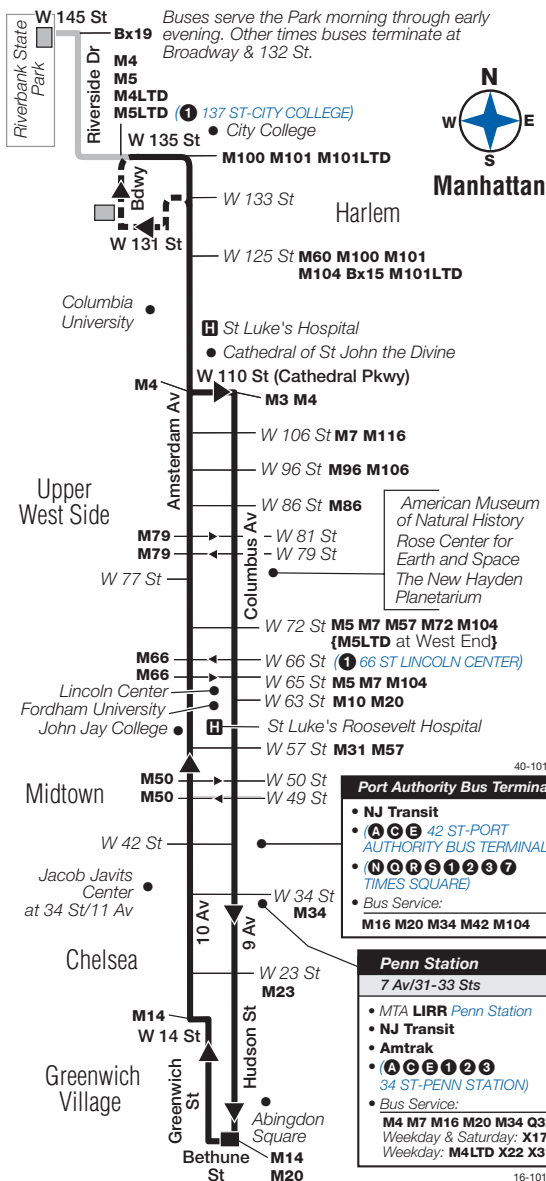 W 145 St
Bx19
Buses serve the Park morning through early
evening. Other times buses terminate at
Broadway & 132 St.
Riverbank State
Park
Riverside Dr
M4
M5
M4LTD
M5LTD (1 137 ST-CITY COLLEGE)
City College
W 135 St
M100 M101 M101LTD
N
W E
S
Manhattan
Bdwy
W 133 St
Harlem
W 131 St
W 125 St M60 M100 M101
M104 Bx15 M101LTD
Columbia
University
H St Luke's Hospital
Cathedral of St John the Divine
W 110 St (Cathedral Pkwy)
M4
M3 M4
Amsterdam Av
W 106 St M7 M116
W 96 St M96 M106
Upper
West Side
W 86 St M86
Columbus Av
American Museum
of Natural History
Rose Center for
Earth and Space
The New Hayden
Planetarium
M79 W 81 St
M79 W 79 St
W 77 St
W 72 St M5 M7 M57 M72 M104
{M5LTD at West End}
M66 W 66 St (1 66 ST LINCOLN CENTER)
M66 W 65 St M5 M7 M104
Lincoln Center
W 63 St M10 M20
Fordham University
John Jay College
H St Luke's Roosevelt Hospital
W 57 St M31 M57
40-101
Midtown
M50 W 50 St
M50 W 49 St
Port Authority Bus Termina
NJ Transit
(A C E 42 ST-PORT
AUTHORITY BUS TERMINAL
(N Q R S 1 2 3 7
TIMES SQUARE)
Bus Service:
M16 M20 M34 M42 M104
W 42 St
Jacob Javits
Center
at 34 St/11 Av
W 34 St
M34
10 Av
9 Av
Chelsea
W 23 St
M23
Penn Station
7 Av/31-33 Sts
MTA LIRR Penn Station
NJ Transit
Amtrak
(A C E 1 2 3
34 ST-PENN STATION)
Bus Service:
M4 M7 M16 M20 M34 Q3
Weekday & Saturday: X17
Weekday: M4LTD X22 X3
16-101
M14
W 14 St
Greenwich
Village
Greenwich
St
Hudson St
Abingdon
Square
Bethune
St
M14
M20